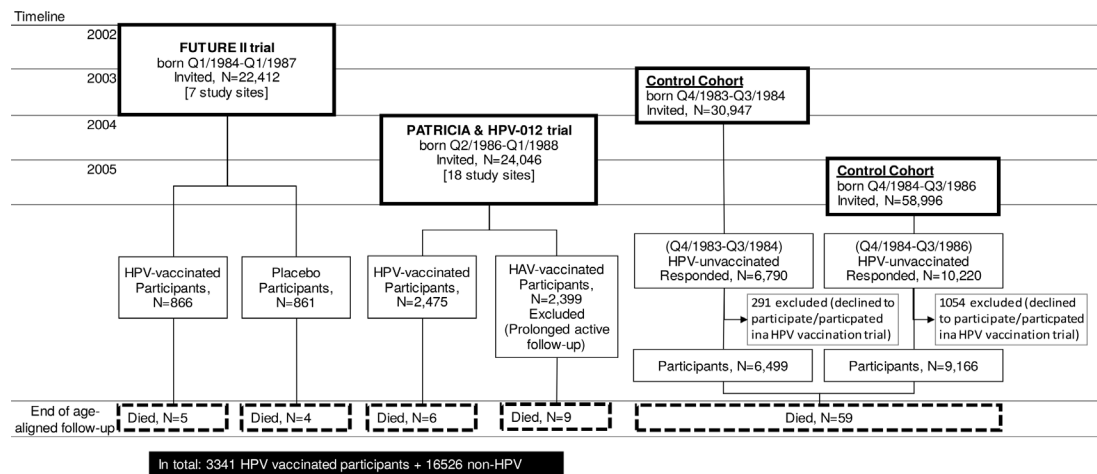 Timeline
2002
2003
2004
2005
FUTURE II trial
born Q1/1984-Q1/1987
Invited, N=22,412
[7 study sites]
PATRICIA & HPV-012 trial
born Q2/1986-Q1/1988
Invited, N=24,046
[18 study sites]
Control Cohort
born Q4/1983-Q3/1984
Invited, N=30,947
Control Cohort
born Q4/1984-Q3/1986
Invited, N=58,996
HPV-vaccinated
Participants,
N=866
Placebo
Participants,
N=861
HPV-vaccinated
Participants,
N=2,475
HAV-vaccinated
Participants,
N=2,399
Excluded
(Prolonged active
follow-up)
(Q4/1983-Q3/1984)
HPV-unvaccinated
Responded, N=6,790
(Q4/1984-Q3/1986)
HPV-unvaccinated
Responded, N=10,220
291 excluded (declined to
participate/particpated
ina HPV vaccination trial)
1054 excluded (declined
to participate/particpated
ina HPV vaccination trial)
Participants, N=6,499
Participants, N=9,166
End of age-
aligned follow-up
Died, N=5
Died, N=4
Died, N=6
Died, N=9
Died, N=59
In total: 3341 HPV vaccinated participants + 16526 non-HPV